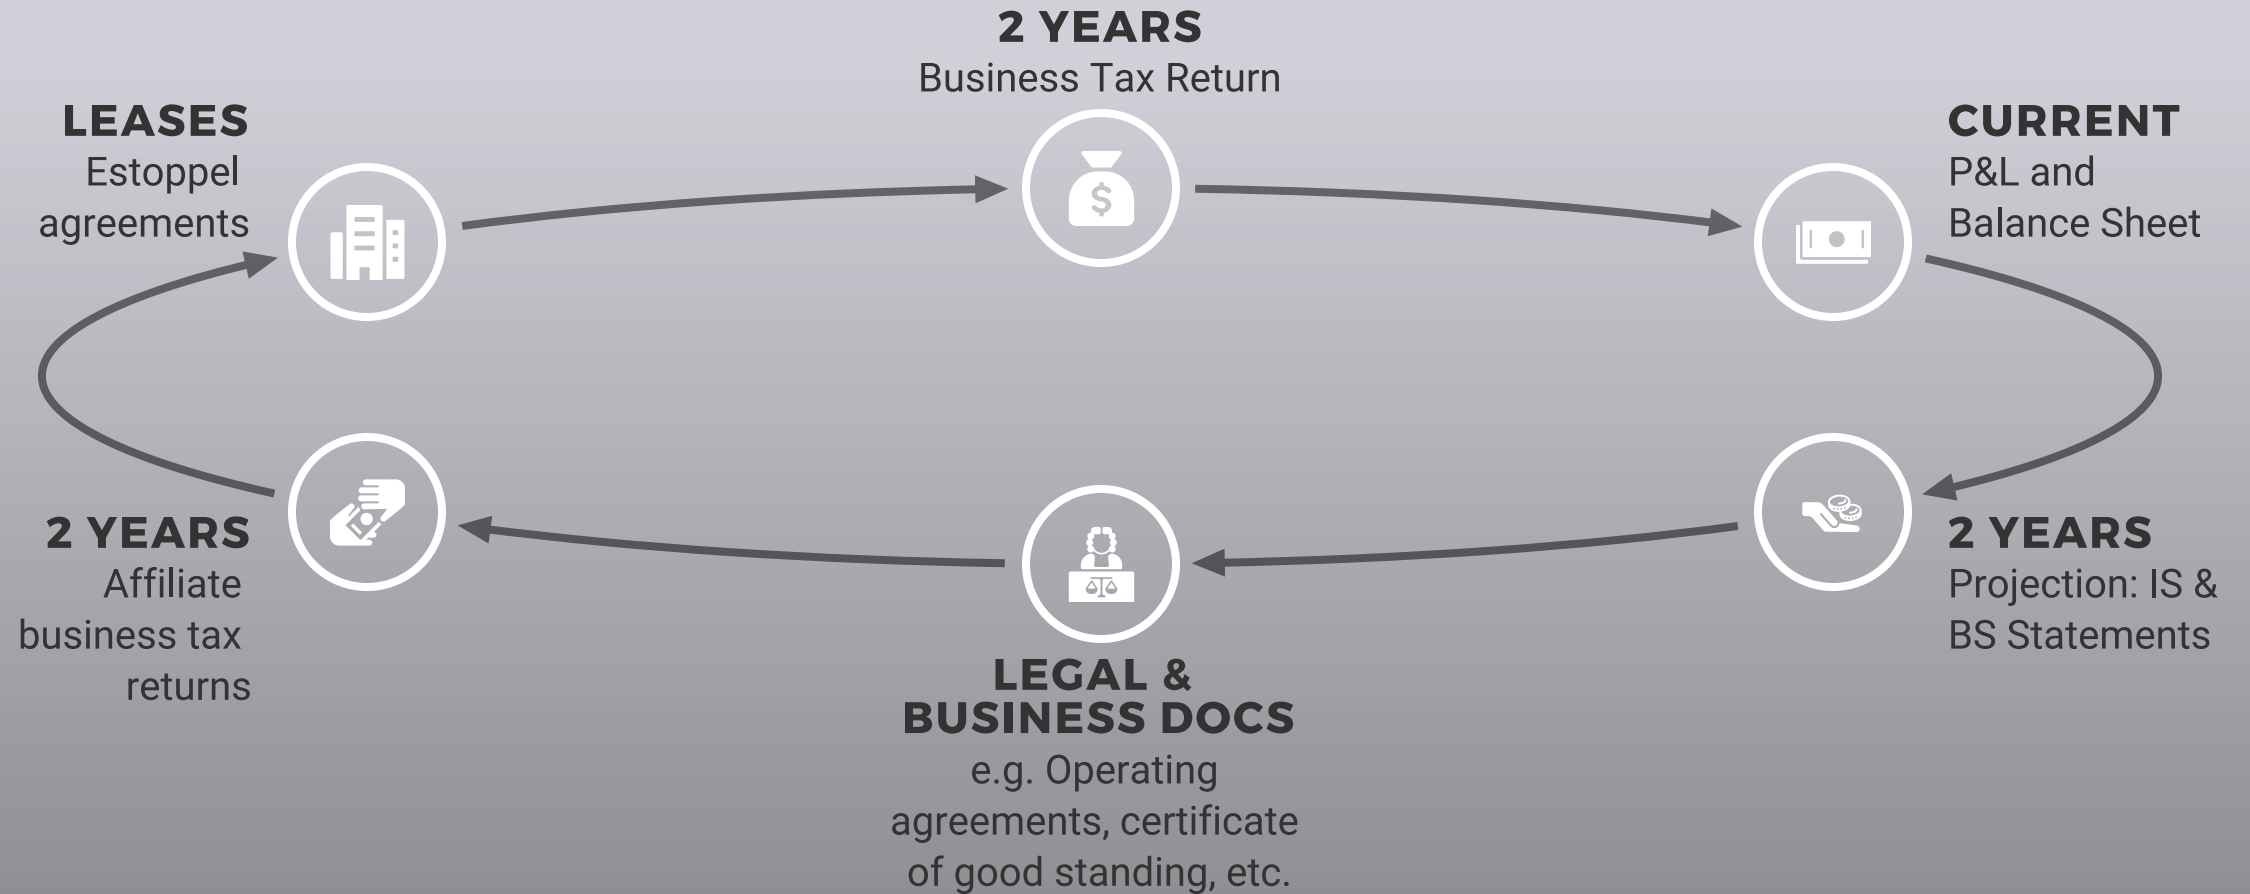 2 YEARS
Business Tax Return
LEASES
Estoppel
agreements
CURRENT
P&L and
Balance Sheet
$
2 YEARS
Affiliate
business tax
returns
2 YEARS
Projection: IS &
BS Statements
LEGAL &
BUSINESS DOCS
e.g. Operating
agreements, certificate
of good standing, etc.